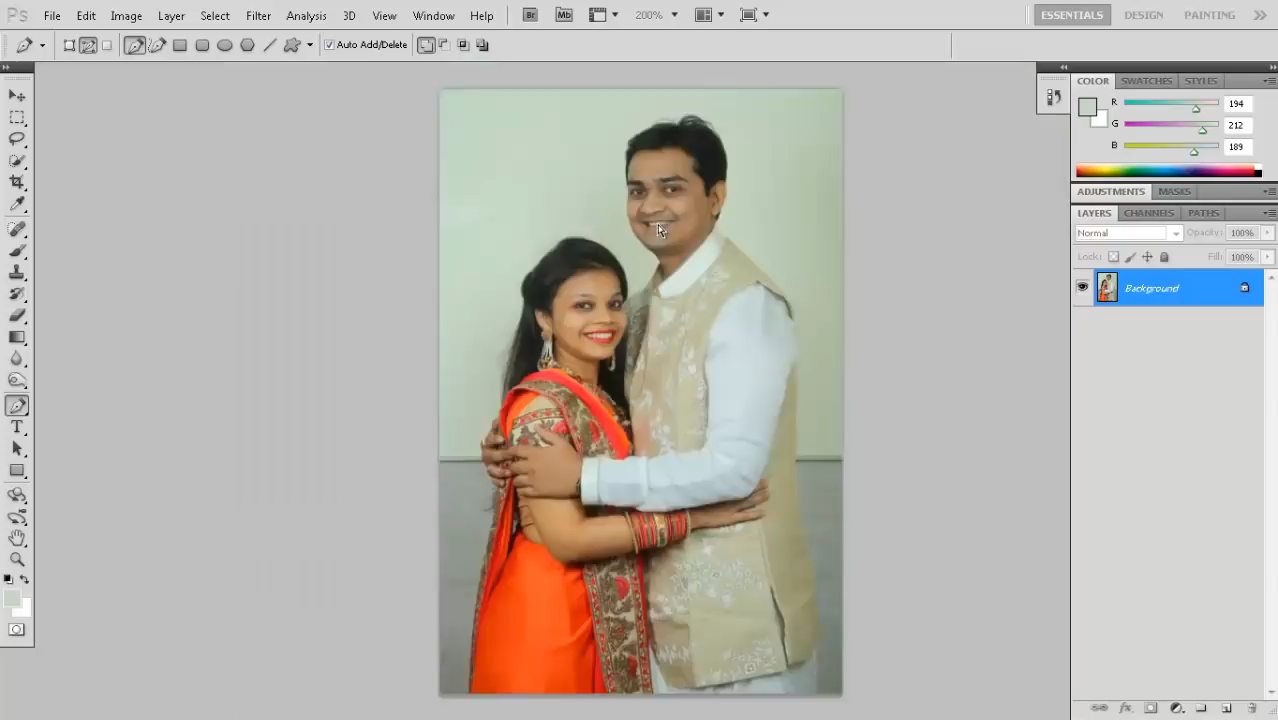 Ps File Edit Image Layer Select Filter Analysis 3D View Window Help Br Mb 200% ESSENTIALS DESIGN PAINTING
Auto Add/Delete
COLOR SWATCHES STYLES
R 194
G 212
B 189
ADJUSTMENTS MASKS
LAYERS CHANNELS PATHS
Normal Opacity: 100%
Lock: Fill: 100%
Background
T
fx